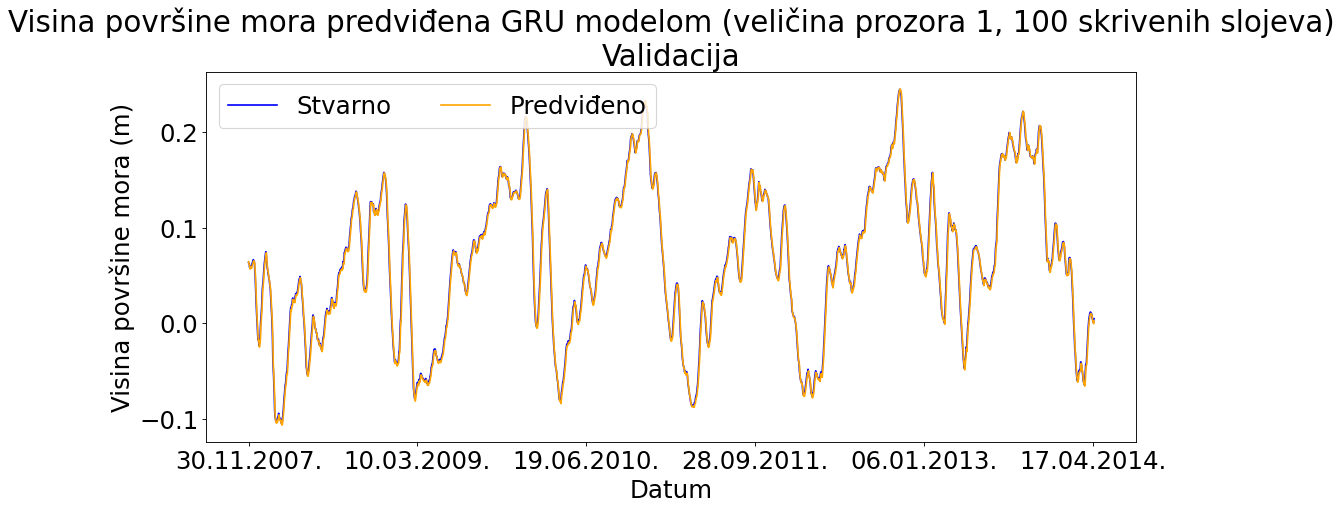 Visina površine mora predviđena GRU modelom (veličina prozora 1, 100 skrivenih slojeva)
Validacija
Stvarno Predviđeno
Visina površine mora (m)
0.2
0.1
0.0
−0.1
30.11.2007. 10.03.2009. 19.06.2010. 28.09.2011. 06.01.2013. 17.04.2014.
Datum